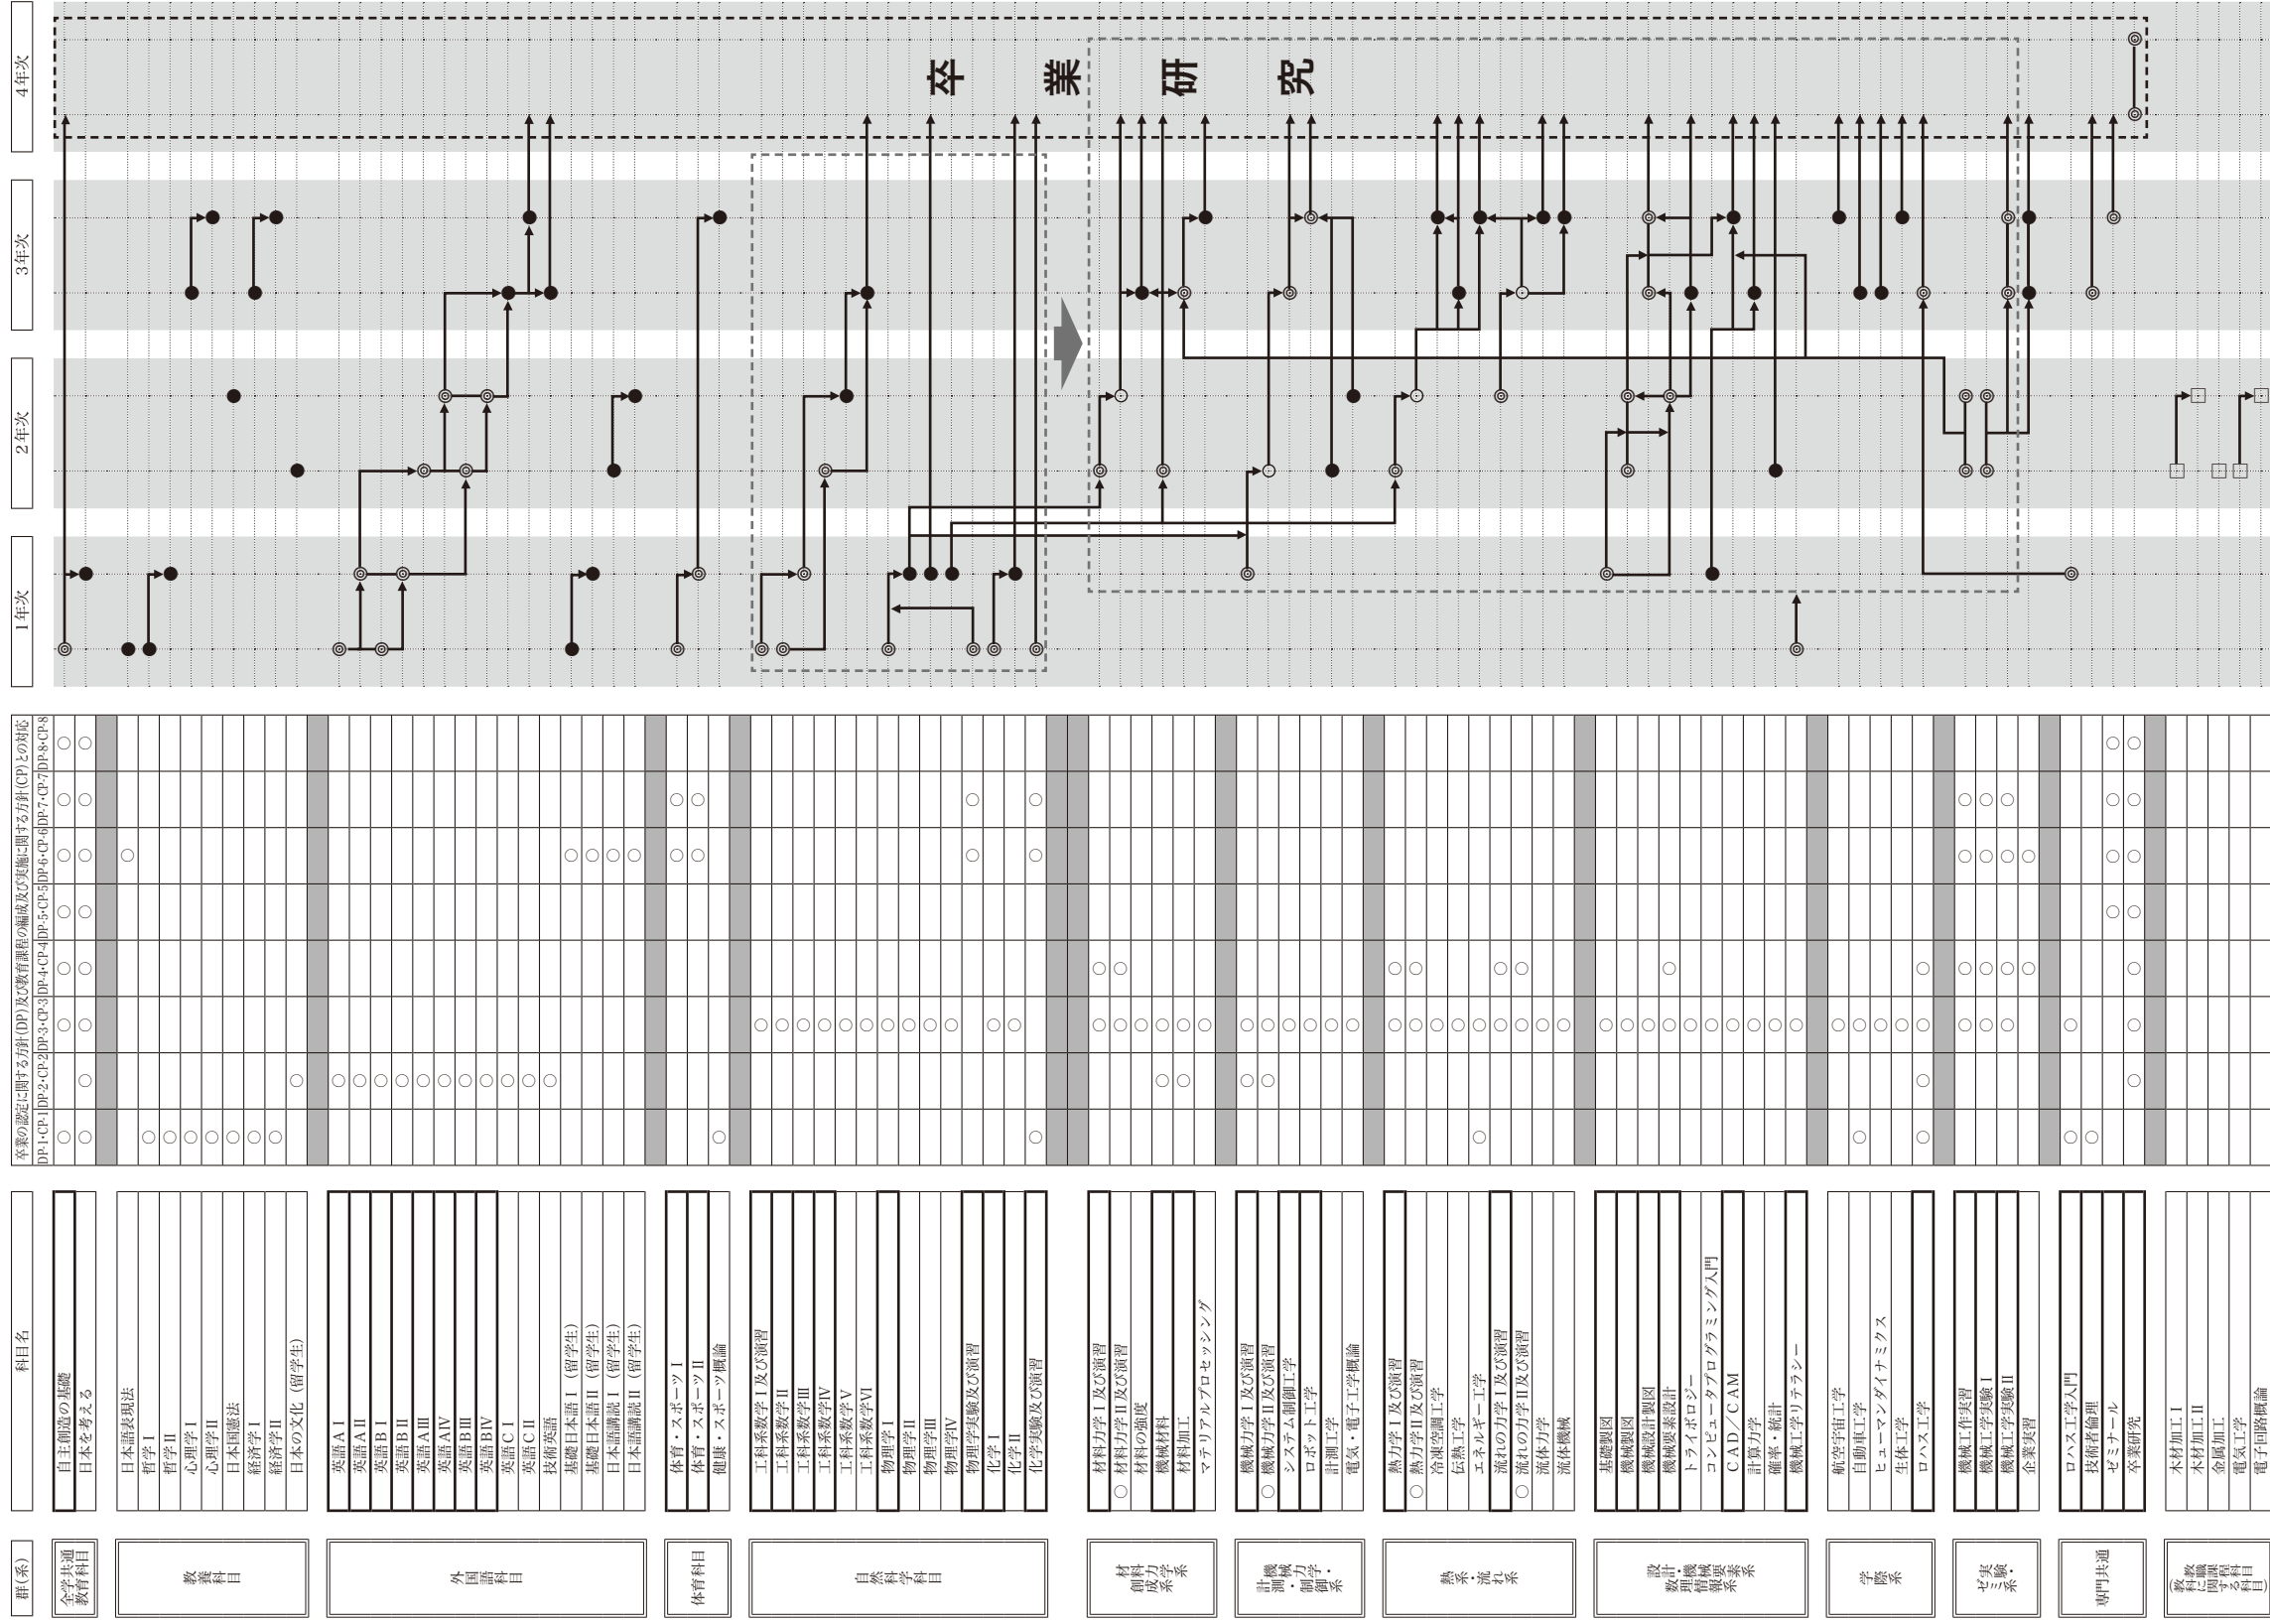 群(系)
科目名
卒業の認定に関する方針(DP)及び教育課程の編成及び実施に関する方針(CP)との対応
DP-1・CP-1
DP-2・CP-2
DP-3・CP-3
DP-4・CP-4
DP-5・CP-5
DP-6・CP-6
DP-7・CP-7
DP-8・CP-8
1年次
2年次
3年次
4年次
卒業研究
全学共通
教育科目
自主創造の基礎
日本を考える
教養科目
日本語表現法
哲学Ⅰ
哲学Ⅱ
心理学Ⅰ
心理学Ⅱ
日本国憲法
経済学Ⅰ
経済学Ⅱ
日本の文化(留学生)
外国語科目
英語AⅠ
英語AⅡ
英語BⅠ
英語BⅡ
英語AⅢ
英語AⅣ
英語BⅢ
英語BⅣ
英語CⅠ
英語CⅡ
技術英語
基礎日本語Ⅰ(留学生)
基礎日本語Ⅱ(留学生)
日本語講読Ⅰ(留学生)
日本語講読Ⅱ(留学生)
体育科目
体育・スポーツⅠ
体育・スポーツⅡ
健康・スポーツ概論
自然科学科目
工科系数学Ⅰ及び演習
工科系数学Ⅱ
工科系数学Ⅲ
工科系数学Ⅳ
工科系数学Ⅴ
工科系数学Ⅵ
物理学Ⅰ
物理学Ⅱ
物理学Ⅲ
物理学Ⅳ
物理学実験及び演習
化学Ⅰ
化学Ⅱ
化学実験及び演習
材料力学
創成系
材料力学Ⅰ及び演習
○材料力学Ⅱ及び演習
材料の強度
機械材料
材料加工
マテリアルプロセッシング
機械力学・
計測・制御系
機械力学Ⅰ及び演習
○機械力学Ⅱ及び演習
システム制御工学
ロボット工学
計測工学
電気・電子工学概論
熱系・流れ系
熱力学Ⅰ及び演習
○熱力学Ⅱ及び演習
冷凍空調工学
伝熱工学
エネルギー工学
流れの力学Ⅰ及び演習
○流れの力学Ⅱ及び演習
流体力学
流体機械
設計・機械要素系
数理情報系
基礎製図
機械製図
機械設計製図
機械要素設計
トライボロジー
コンピュータプログラミング入門
CAD/CAM
計算力学
確率・統計
機械工学リテラシー
学際系
航空宇宙工学
自動車工学
ヒューマンダイナミクス
生体工学
ロハス工学
実験・
ゼミ系
機械工作実習
機械工学実験Ⅰ
機械工学実験Ⅱ
企業実習
専門共通
ロハス工学入門
技術者倫理
ゼミナール
卒業研究
教職課程
(教科に関する科目)
木材加工Ⅰ
木材加工Ⅱ
金属加工
電気工学
電子回路概論